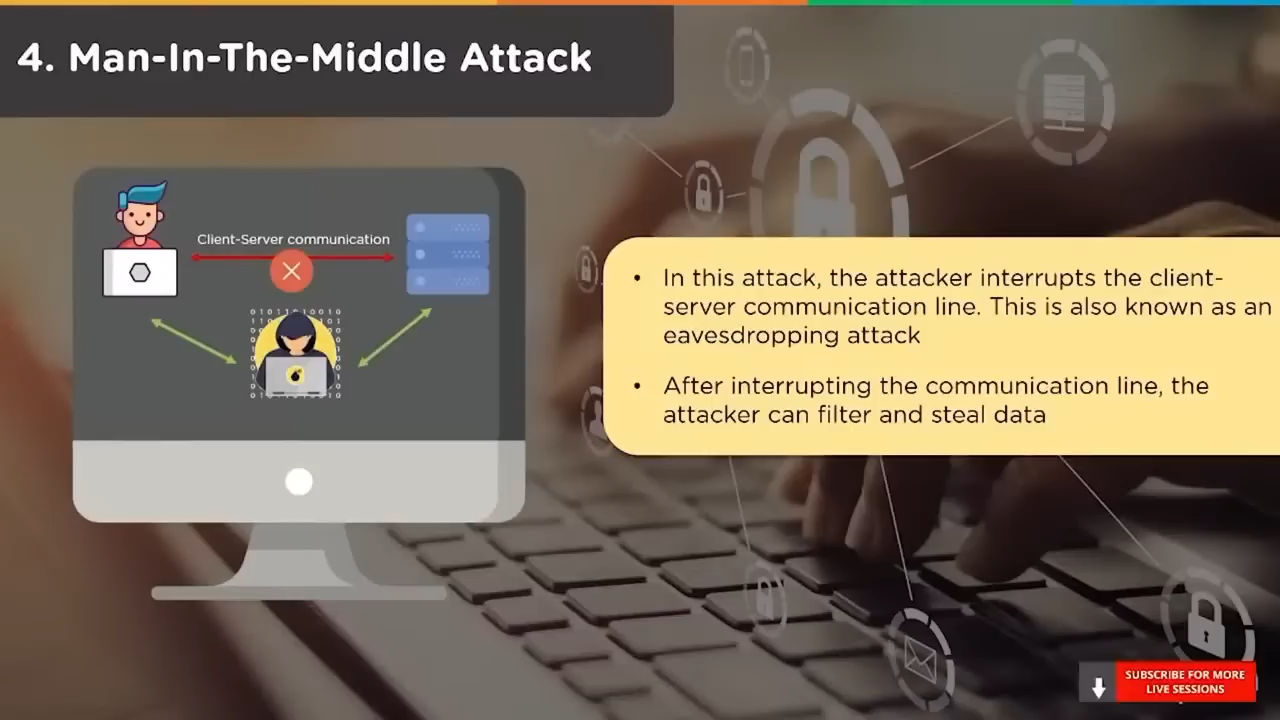 4. Man-In-The-Middle Attack
Client-Server communication
• In this attack, the attacker interrupts the client-
server communication line. This is also known as an
eavesdropping attack
• After interrupting the communication line, the
attacker can filter and steal data
SUBSCRIBE FOR MORE
LIVE SESSIONS